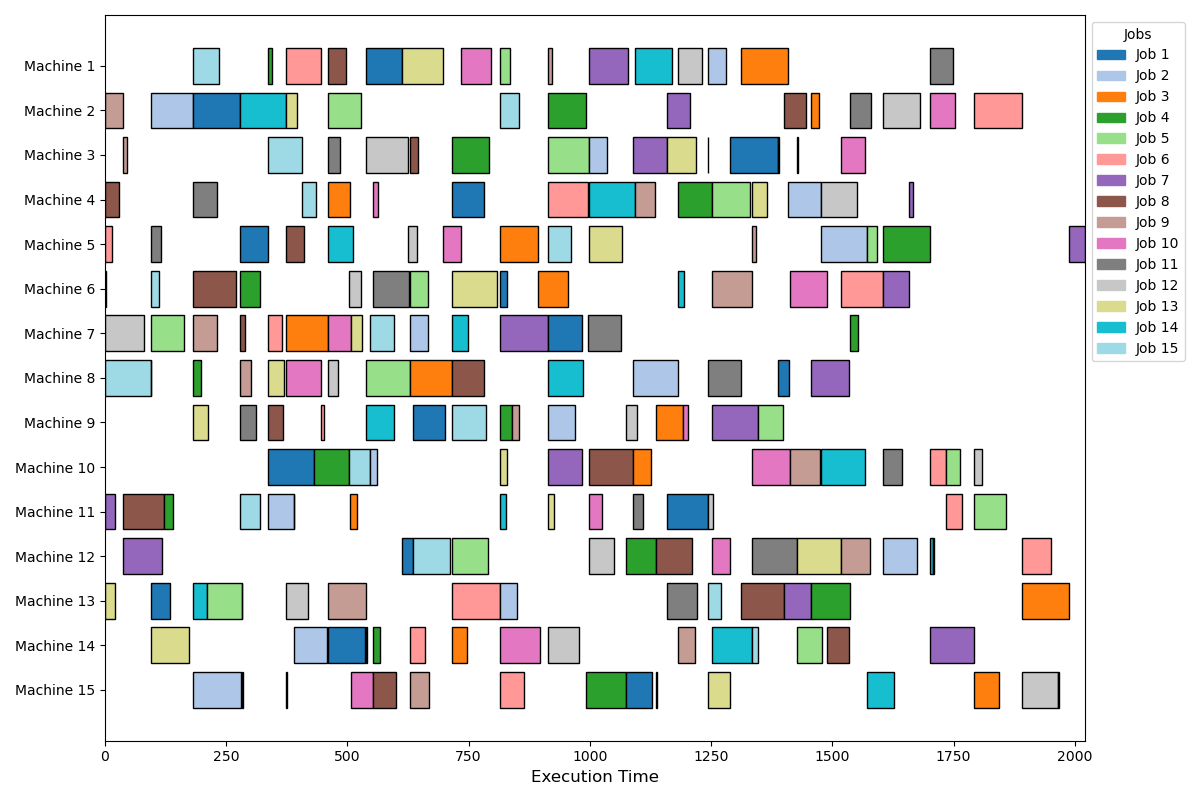 Machine 1
Machine 2
Machine 3
Machine 4
Machine 5
Machine 6
Machine 7
Machine 8
Machine 9
Machine 10
Machine 11
Machine 12
Machine 13
Machine 14
Machine 15
0 250 500 750 1000 1250 1500 1750 2000
Execution Time
Jobs
Job 1
Job 2
Job 3
Job 4
Job 5
Job 6
Job 7
Job 8
Job 9
Job 10
Job 11
Job 12
Job 13
Job 14
Job 15